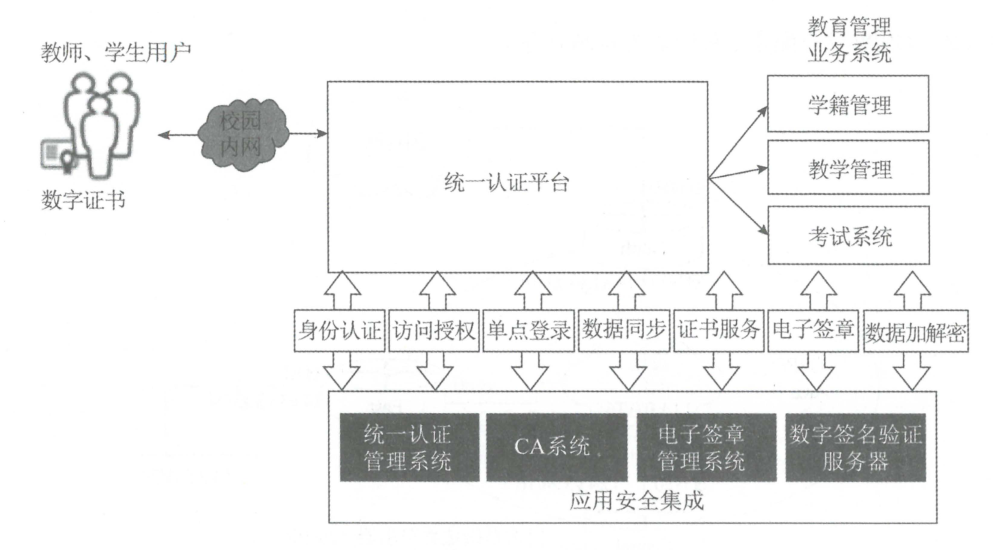 教育管理
业务系统
教师、学生用户
校园
内网
数字证书
统一认证平台
学籍管理
教学管理
考试系统
身份认证
访问授权
单点登录
数据同步
证书服务
电子签章
数据加解密
统一认证
管理系统
CA系统
电子签章
管理系统
数字签名验证
服务器
应用安全集成